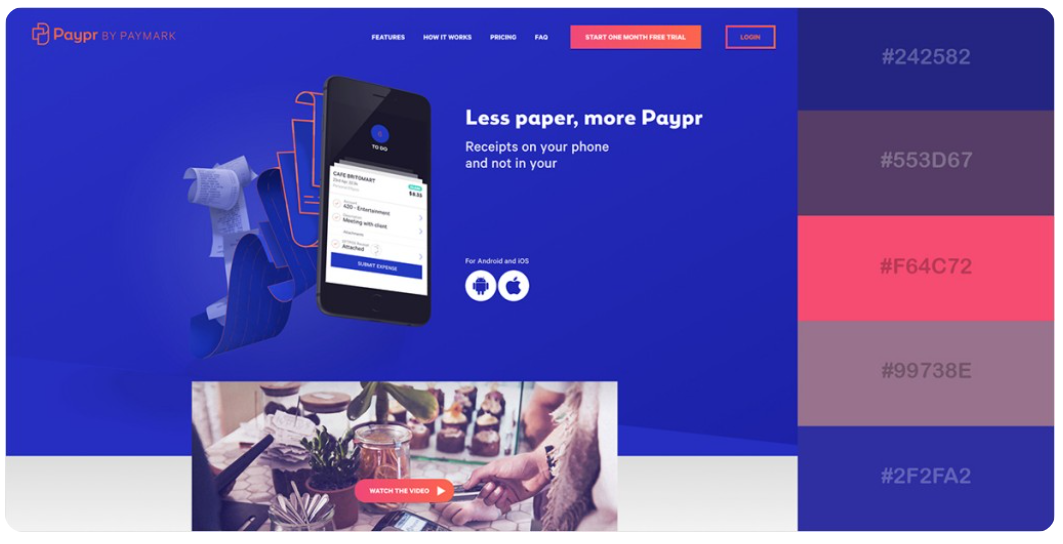 Paypr BY PAYMARK
FEATURES
HOW IT WORKS
PRICING
FAQ
START ONE MONTH FREE TRIAL
LOGIN
Less paper, more Paypr
Receipts on your phone
and not in your
TO DO
CAFE BRITOMART
420 - Entertainment
Meeting with client
Attached
SUBMIT EXPENSE
For Android and iOS
WATCH THE VIDEO
#242582
#553D67
#F64C72
#99738E
#2F2FA2